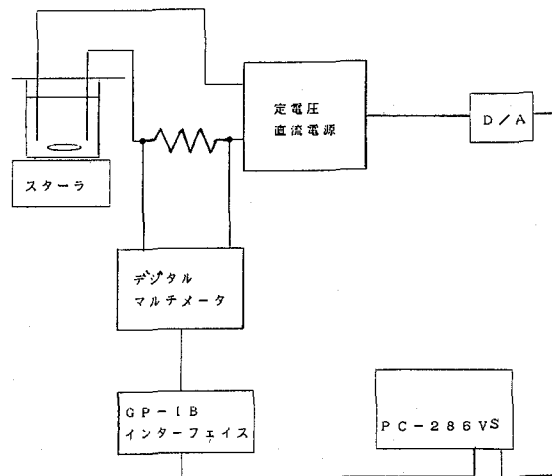 定電圧
直流電源
D/A
スターラ
デジタル
マルチメータ
GP-IB
インターフェイス
PC-286VS